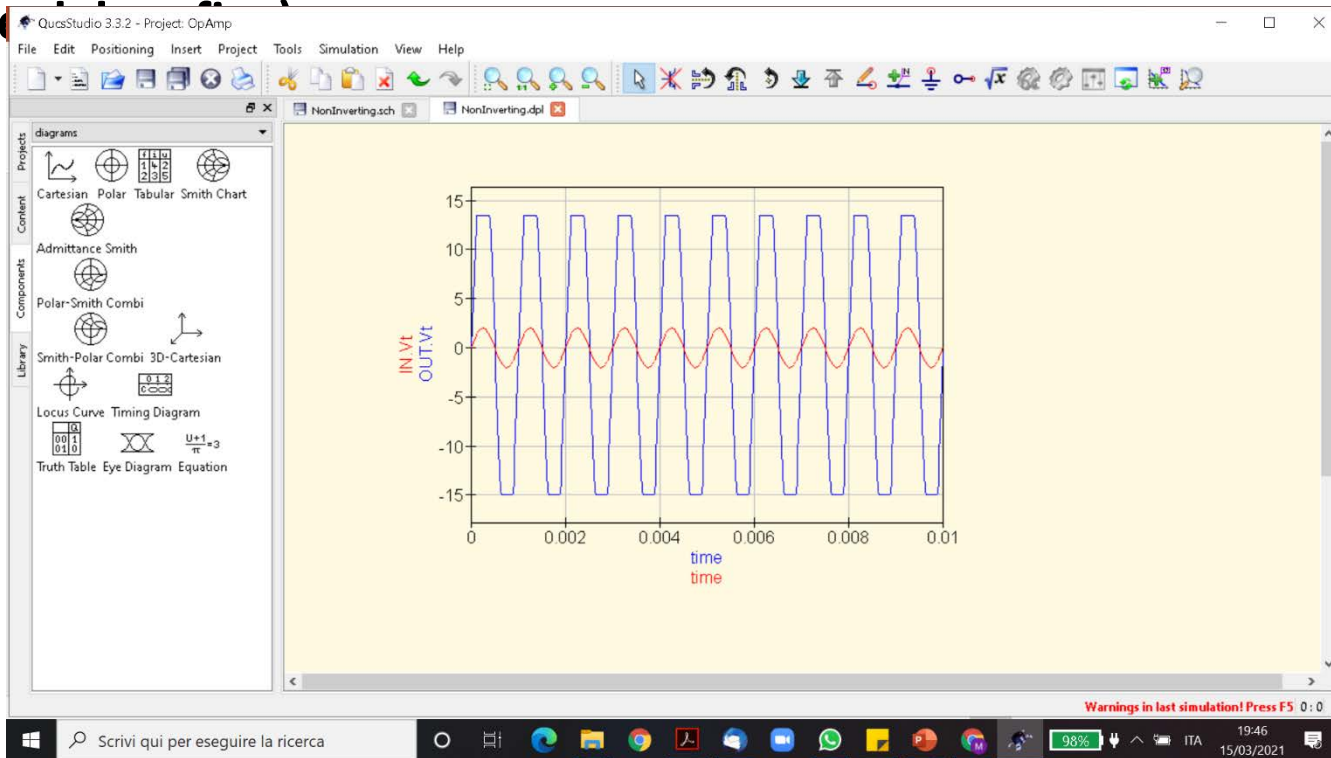 QucsStudio 3.3.2 - Project: OpAmp
File Edit Positioning Insert Project Tools Simulation View Help
NonInverting.sch
NonInverting.dpl
diagrams
Projects
Content
Components
Library
Cartesian Polar Tabular Smith Chart
Admittance Smith
Polar-Smith Combi
Smith-Polar Combi 3D-Cartesian
Locus Curve Timing Diagram
Truth Table Eye Diagram Equation
15
10
5
0
-5
-10
-15
IN.Vt
OUT.Vt
0 0.002 0.004 0.006 0.008 0.01
time
time
Warnings in last simulation! Press F5 0 : 0
Scrivi qui per eseguire la ricerca
98%
ITA
19:46
15/03/2021